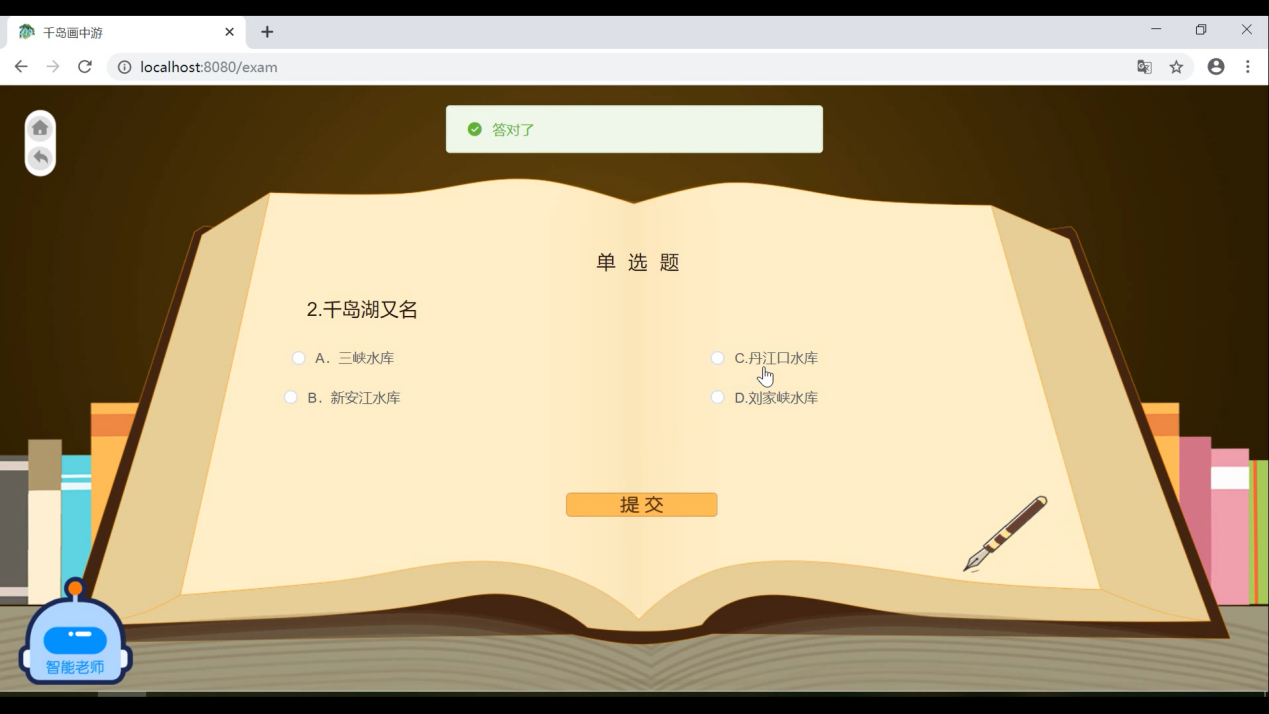 千岛画中游
localhost:8080/exam
答对了
单 选 题
2.千岛湖又名
A．三峡水库
C.丹江口水库
B．新安江水库
D.刘家峡水库
提 交
智能老师